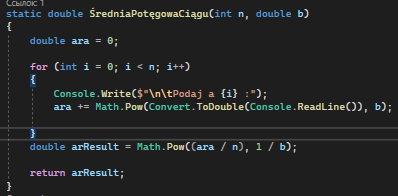 Ссылок: 1
static double ŚredniaPotęgowaCiągu(int n, double b)
{
double ara = 0;
for (int i = 0; i < n; i++)
{
Console.Write($"\n\tPodaj a {i} :");
ara += Math.Pow(Convert.ToDouble(Console.ReadLine()), b);
}
double arResult = Math.Pow((ara / n), 1 / b);
return arResult;
}